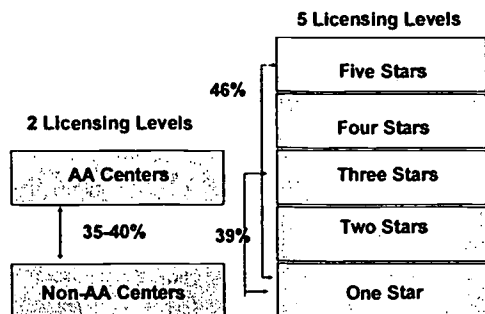 5 Licensing Levels
Five Stars
46%
2 Licensing Levels
Four Stars
AA Centers
Three Stars
35-40%
39%
Two Stars
Non-AA Centers
One Star